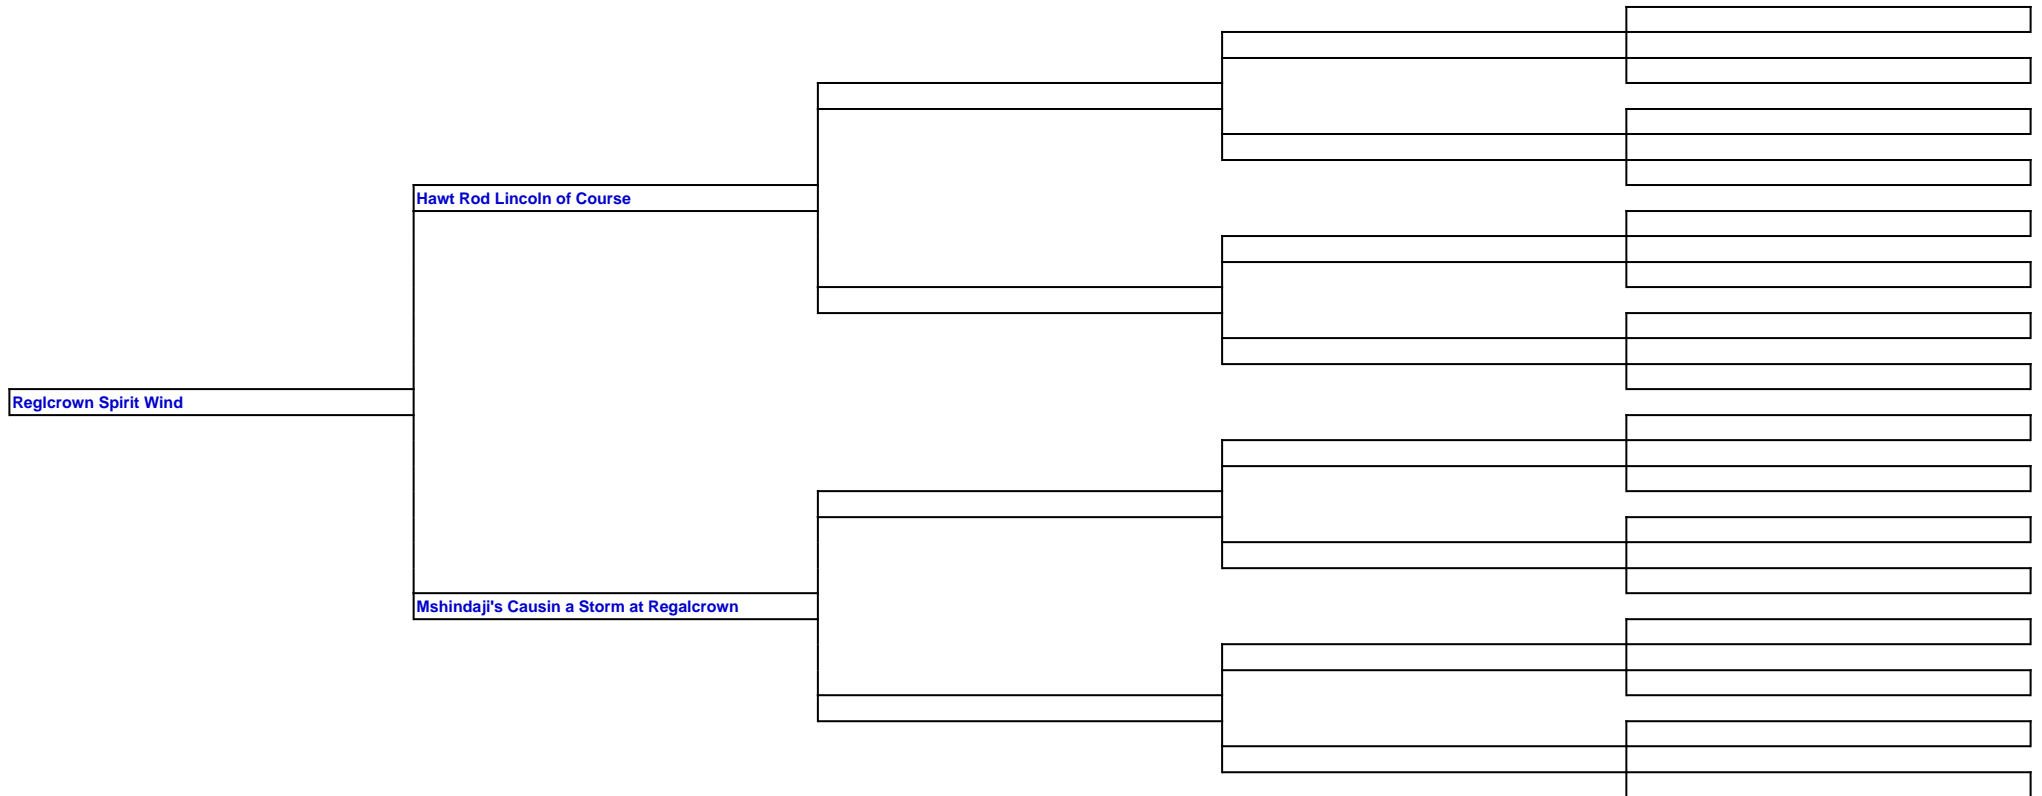 Hawt Rod Lincoln of Course
Reglcrown Spirit Wind
Mshindaji's Causin a Storm at Regalcrown